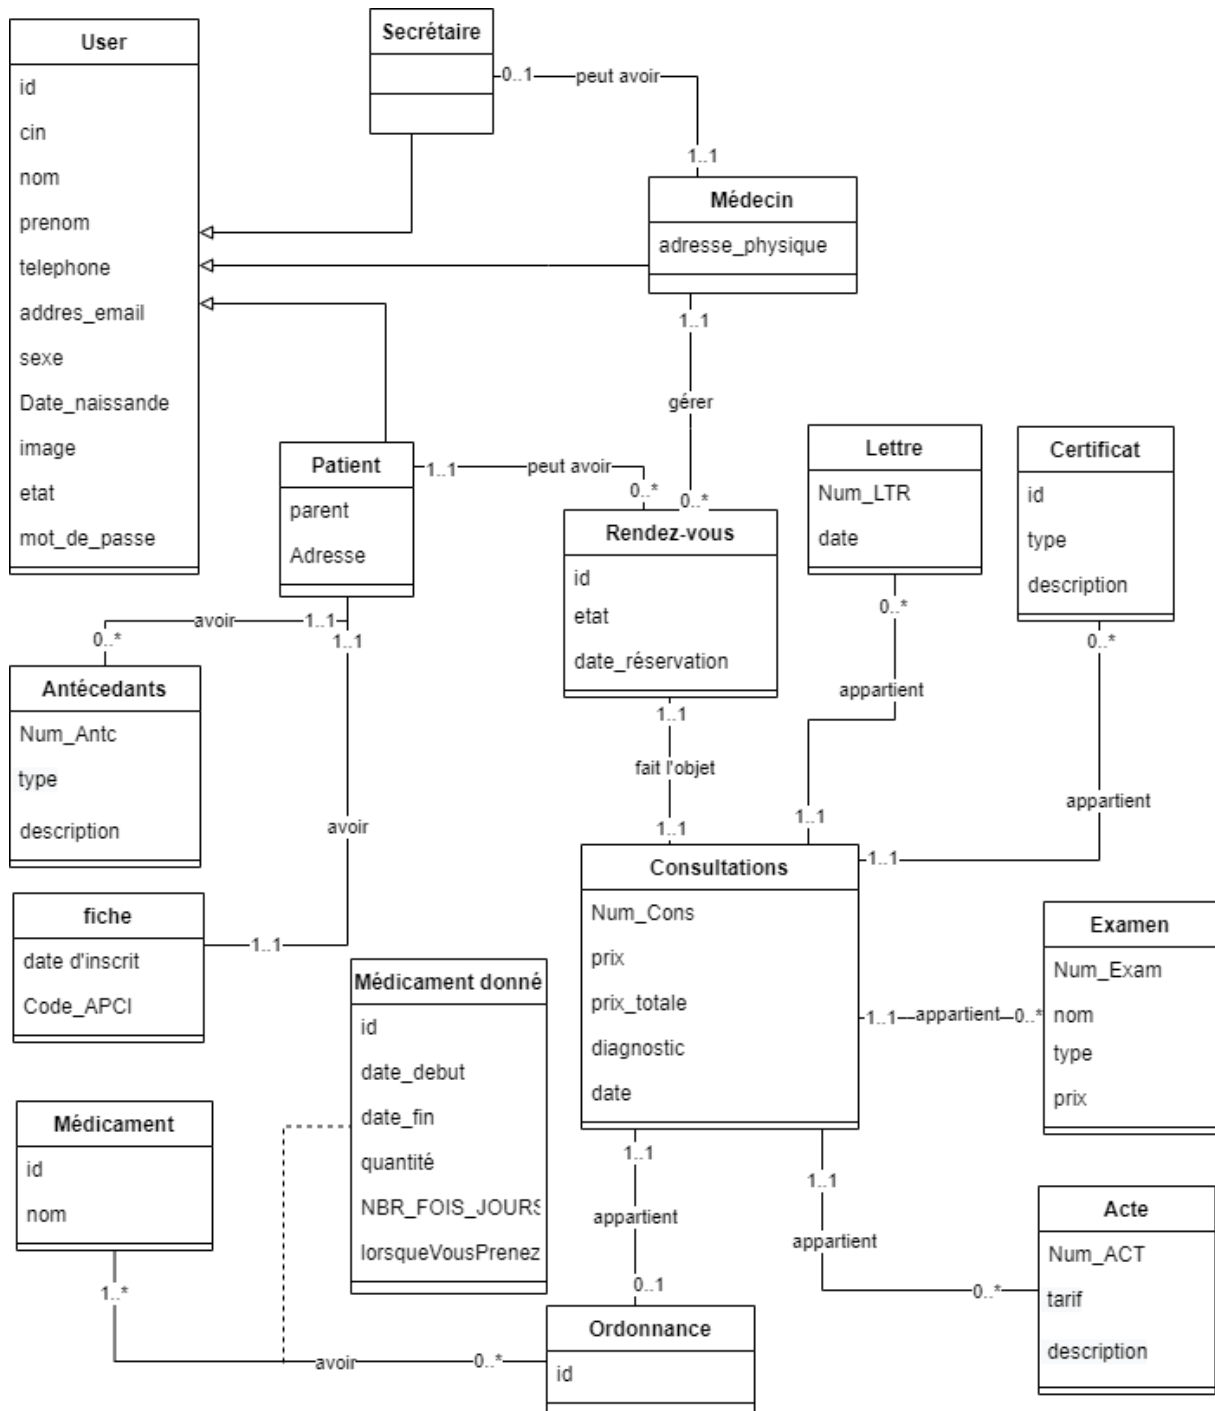 User
id
cin
nom
prenom
telephone
addres_email
sexe
Date_naissande
image
etat
mot_de_passe
Secrétaire
0..1
peut avoir
1..1
Médecin
adresse_physique
1..1
gérer
0..*
Patient
parent
Adresse
1..1
peut avoir
0..*
Rendez-vous
id
etat
date_réservation
Lettre
Num_LTR
date
0..*
appartient
1..1
Certificat
id
type
description
0..*
appartient
1..1
avoir
1..1
0..*
1..1
Antécedants
Num_Antc
type
description
avoir
1..1
fiche
date d'inscrit
Code_APCI
1..1
fait l'objet
1..1
Consultations
Num_Cons
prix
prix_totale
diagnostic
date
Examen
Num_Exam
nom
type
prix
1..1
appartient
0..*
Médicament donné
id
date_debut
date_fin
quantité
NBR_FOIS_JOURS
lorsqueVousPrenez
Médicament
id
nom
1..*
avoir
0..*
1..1
appartient
0..1
Ordonnance
id
1..1
appartient
0..*
Acte
Num_ACT
tarif
description